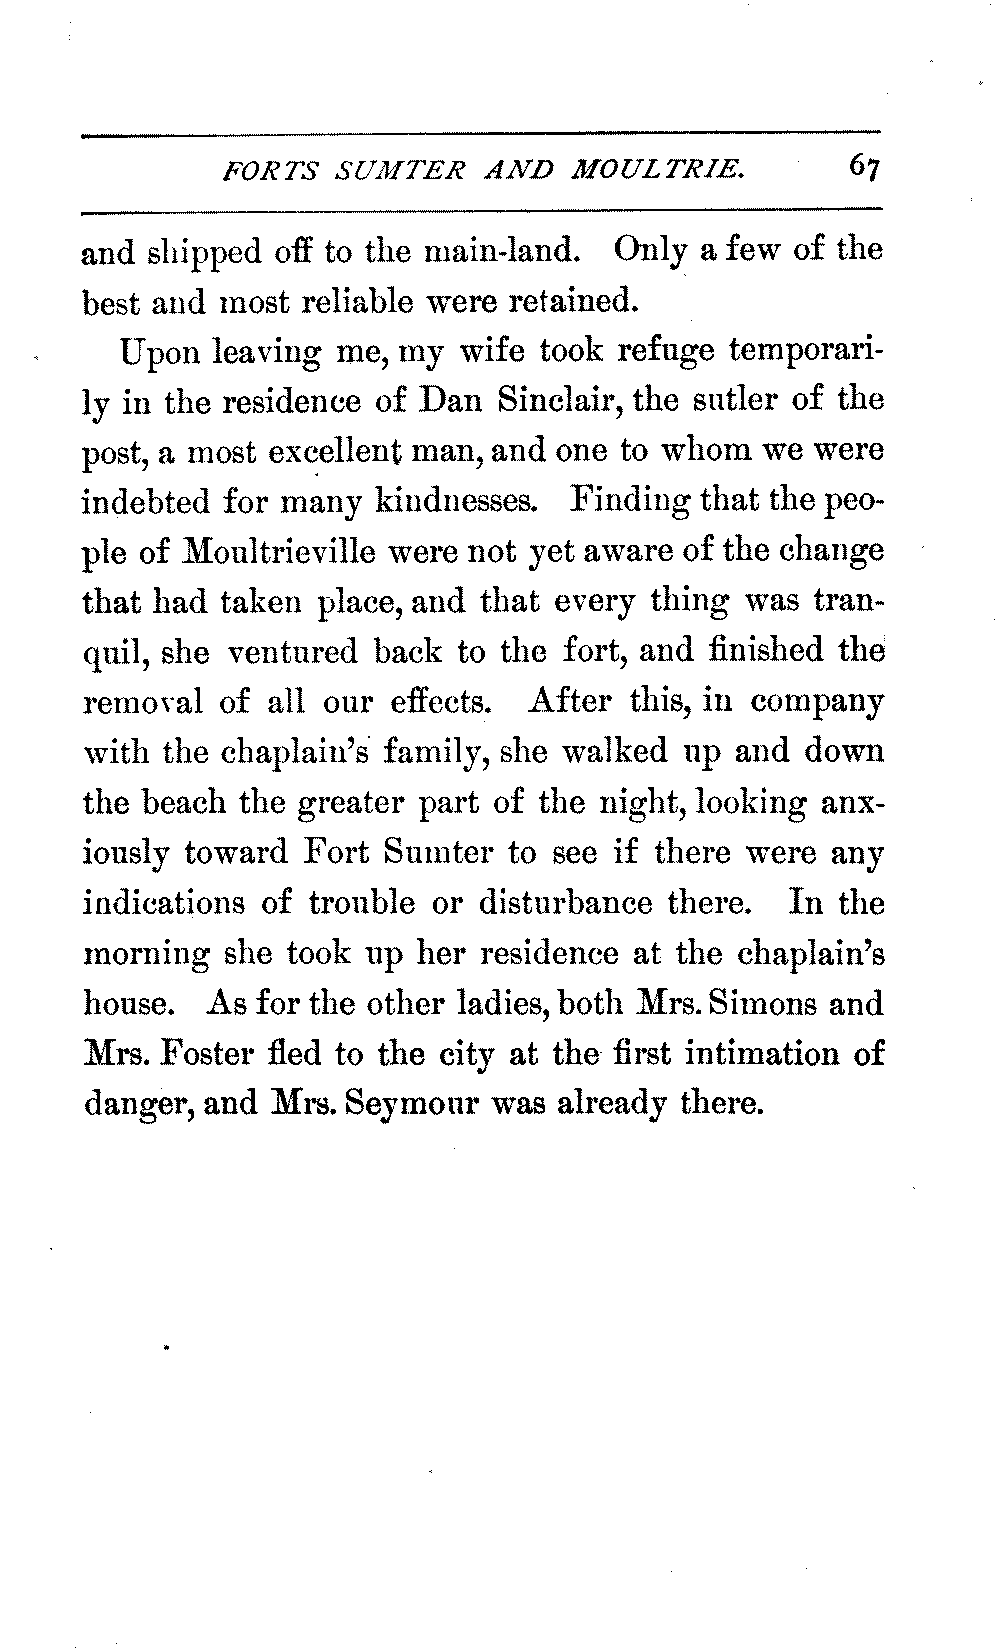 FORTS SUMTER AND MOULTRIE. 67
and shipped off to the main-land. Only a few of the
best and most reliable were retained.
Upon leaving me, my wife took refuge temporari-
ly in the residence of Dan Sinclair, the sutler of the
post, a most excellent man, and one to whom we were
indebted for many kindnesses. Finding that the peo-
ple of Moultrieville were not yet aware of the change
that had taken place, and that every thing was tran-
quil, she ventured back to the fort, and finished the
removal of all our effects. After this, in company
with the chaplain's family, she walked up and down
the beach the greater part of the night, looking anx-
iously toward Fort Sumter to see if there were any
indications of trouble or disturbance there. In the
morning she took up her residence at the chaplain's
house. As for the other ladies, both Mrs. Simons and
Mrs. Foster fled to the city at the first intimation of
danger, and Mrs. Seymour was already there.